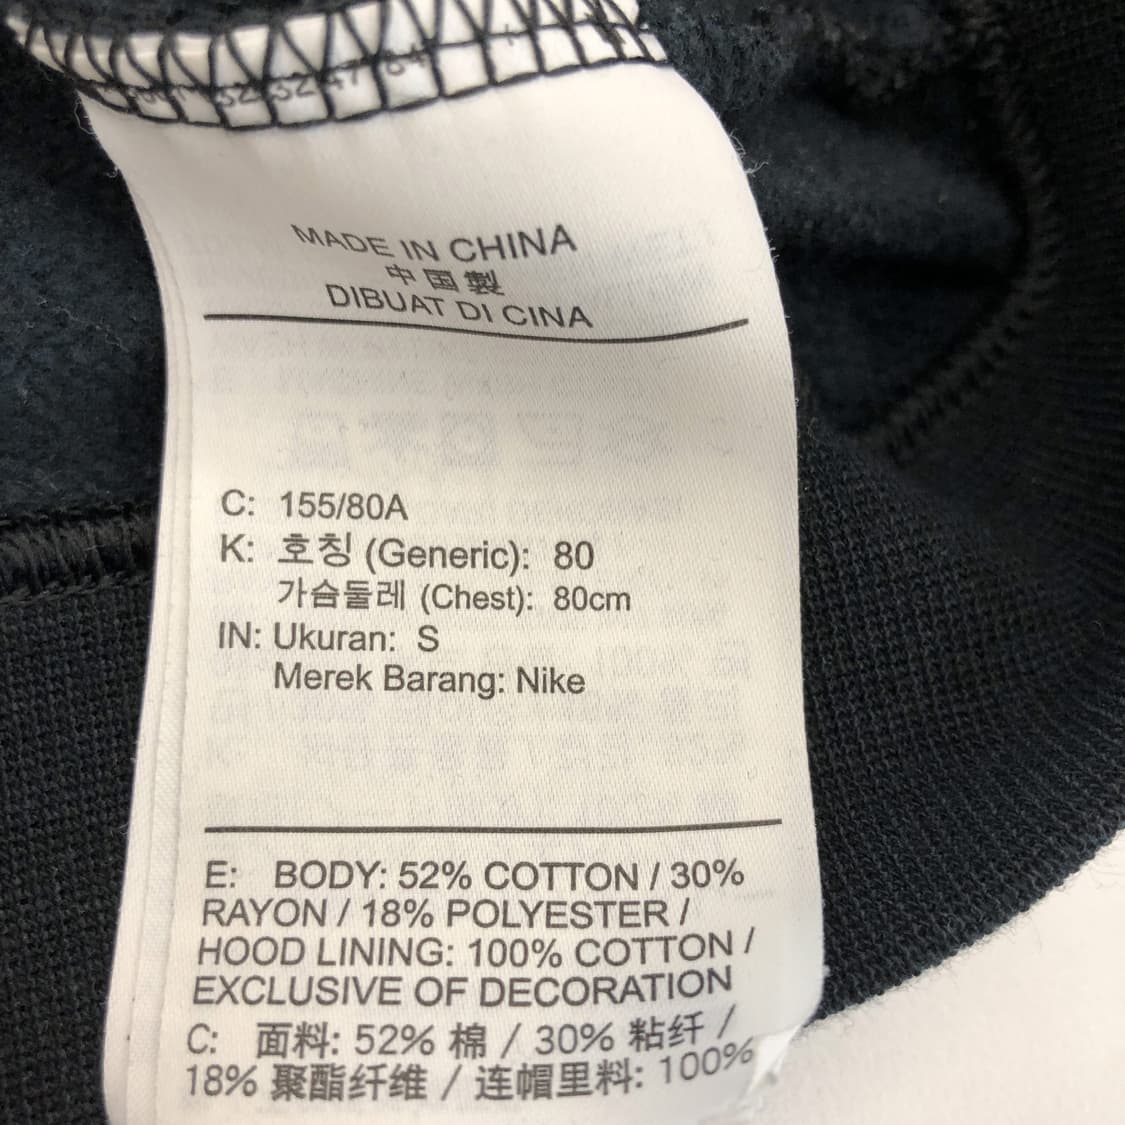 MADE IN CHINA
中国製
DIBUAT DI CINA
C: 155/80A
K: 호칭 (Generic): 80
가슴둘레 (Chest): 80cm
IN: Ukuran: S
Merek Barang: Nike
E: BODY: 52% COTTON / 30%
RAYON / 18% POLYESTER /
HOOD LINING: 100% COTTON /
EXCLUSIVE OF DECORATION
C: 面料: 52% 棉 / 30% 粘纤 /
18% 聚酯纤维 / 连帽里料: 100%